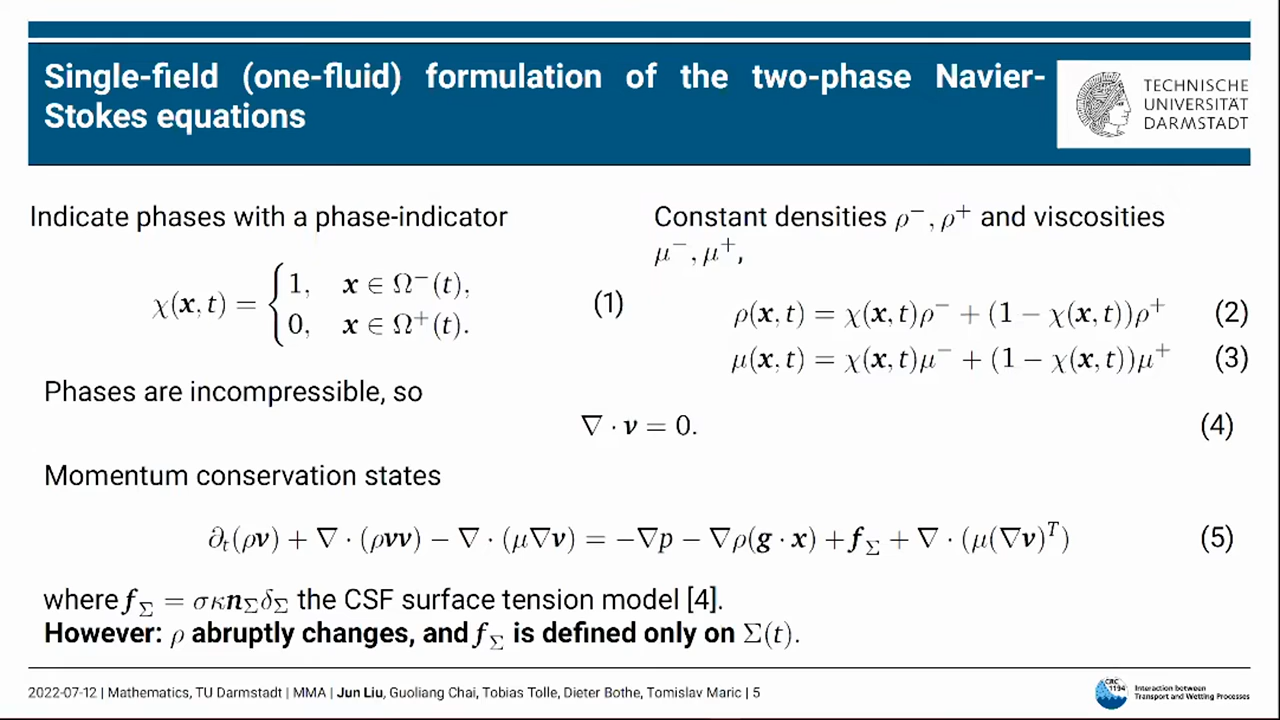 Single-field (one-fluid) formulation of the two-phase Navier-
Stokes equations
TECHNISCHE
UNIVERSITÄT
DARMSTADT
Indicate phases with a phase-indicator
χ(x, t) = { 1, x ∈ Ω⁻(t),
0, x ∈ Ω⁺(t). (1)
Constant densities ρ⁻, ρ⁺ and viscosities
μ⁻, μ⁺,
ρ(x, t) = χ(x, t)ρ⁻ + (1 − χ(x, t))ρ⁺ (2)
μ(x, t) = χ(x, t)μ⁻ + (1 − χ(x, t))μ⁺ (3)
Phases are incompressible, so
∇ · v = 0. (4)
Momentum conservation states
∂ₜ(ρv) + ∇ · (ρvv) − ∇ · (μ∇v) = −∇p − ∇ρ(g · x) + f_Σ + ∇ · (μ(∇v)ᵀ) (5)
where f_Σ = σκn_Σδ_Σ the CSF surface tension model [4].
However: ρ abruptly changes, and f_Σ is defined only on Σ(t).
2022-07-12 | Mathematics, TU Darmstadt | MMA | Jun Liu, Guoliang Chai, Tobias Tolle, Dieter Bothe, Tomislav Maric | 5
CRC
1194
Interaction between
Transport and Wetting Processes